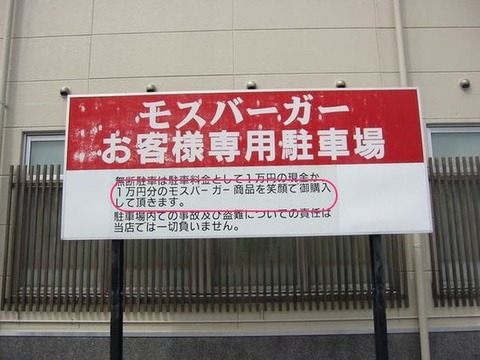 モスバーガー
お客様専用駐車場
無断駐車は駐車料金として1万円の現金か
1万円分のモスバーガー商品を笑顔で御購入
して頂きます。
駐車場内での事故及び盗難についての責任は
当店では一切負いません。